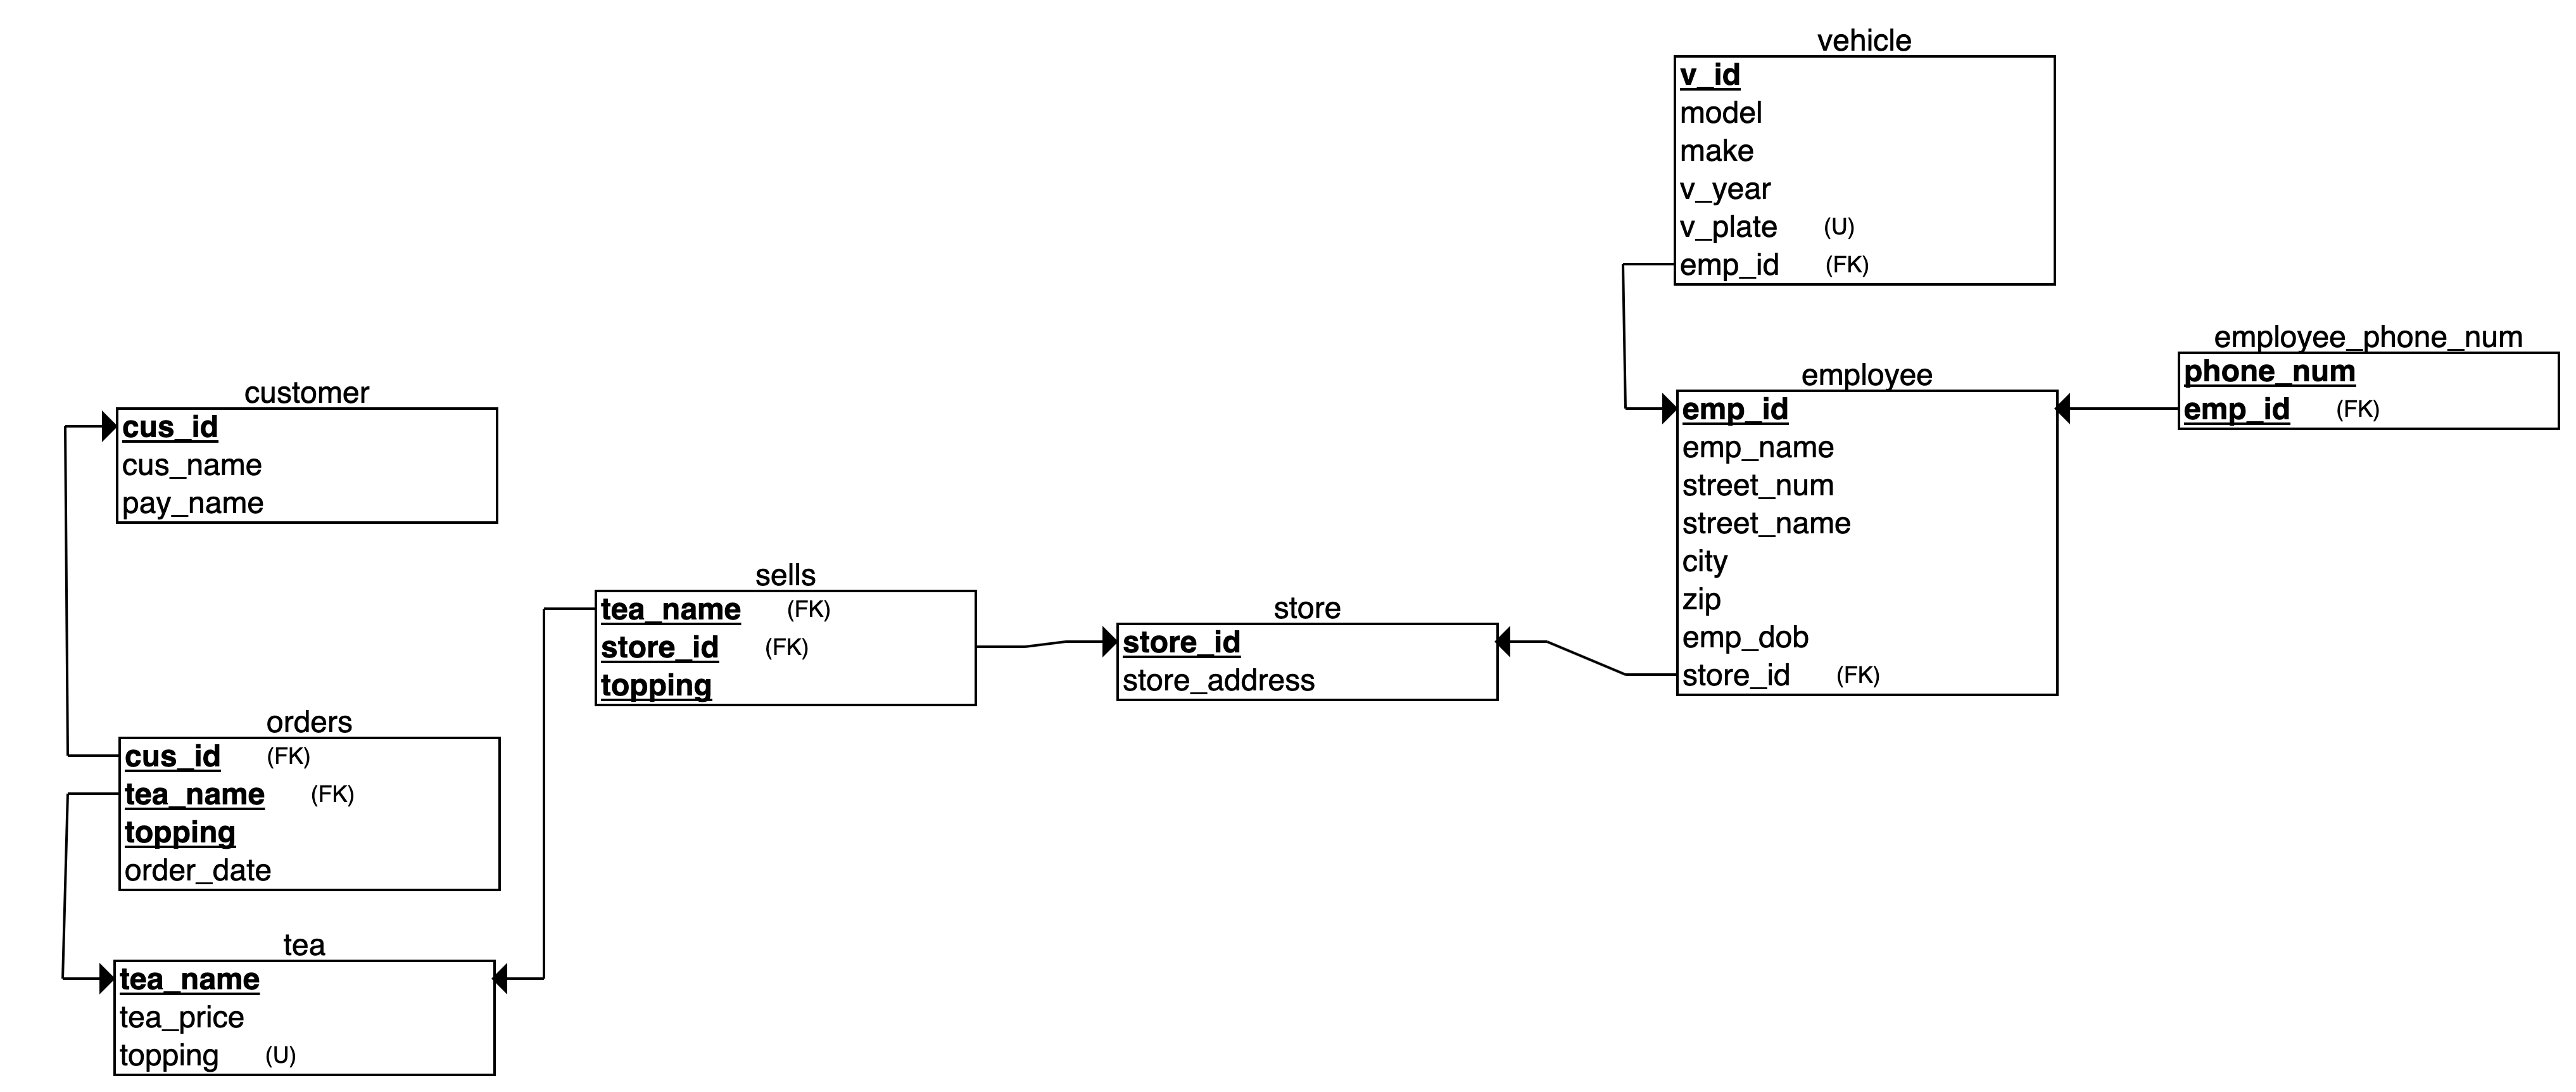 vehicle
v_id
model
make
v_year
v_plate (U)
emp_id (FK)
employee_phone_num
phone_num
emp_id (FK)
employee
emp_id
emp_name
street_num
street_name
city
zip
emp_dob
store_id (FK)
customer
cus_id
cus_name
pay_name
sells
tea_name (FK)
store_id (FK)
topping
store
store_id
store_address
orders
cus_id (FK)
tea_name (FK)
topping
order_date
tea
tea_name
tea_price
topping (U)